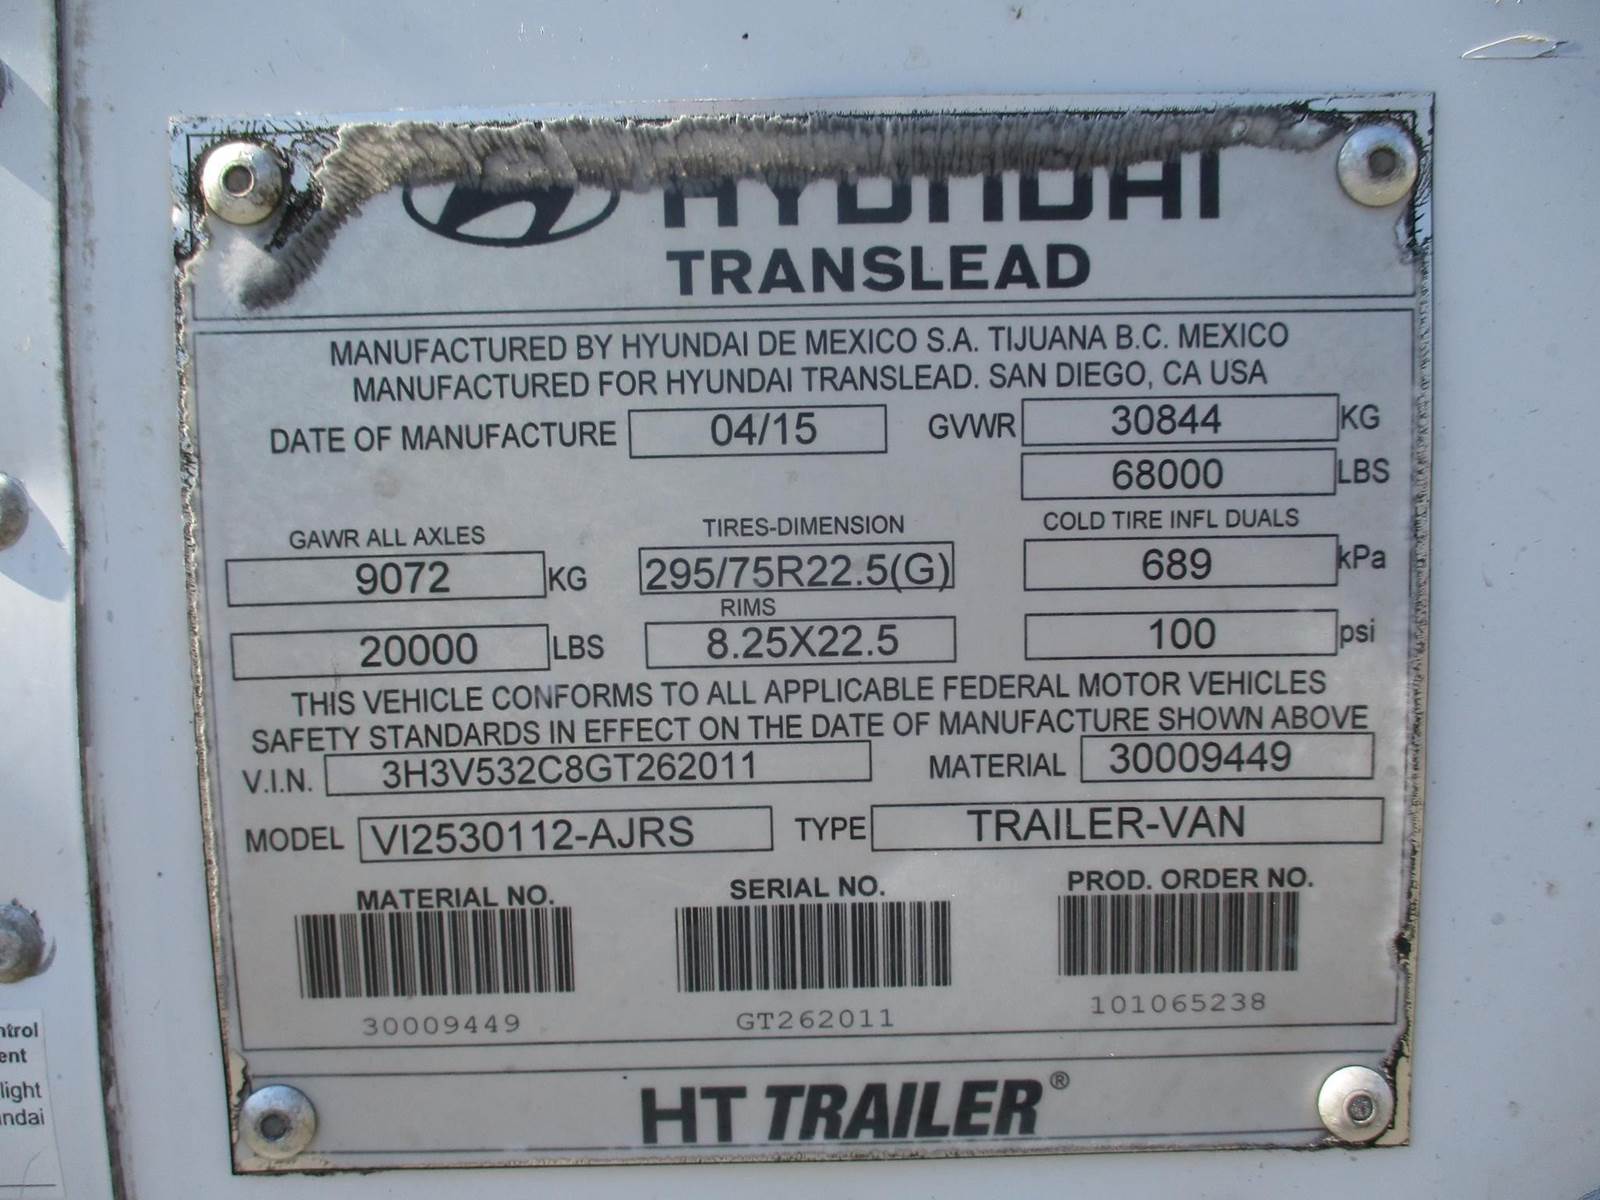 HYUNDAI
TRANSLEAD
MANUFACTURED BY HYUNDAI DE MEXICO S.A. TIJUANA B.C. MEXICO
MANUFACTURED FOR HYUNDAI TRANSLEAD. SAN DIEGO, CA USA
DATE OF MANUFACTURE 04/15 GVWR 30844 KG
68000 LBS
GAWR ALL AXLES TIRES-DIMENSION COLD TIRE INFL DUALS
9072 KG 295/75R22.5(G) 689 kPa
RIMS
20000 LBS 8.25X22.5 100 psi
THIS VEHICLE CONFORMS TO ALL APPLICABLE FEDERAL MOTOR VEHICLES
SAFETY STANDARDS IN EFFECT ON THE DATE OF MANUFACTURE SHOWN ABOVE
V.I.N. 3H3V532C8GT262011 MATERIAL 30009449
MODEL VI2530112-AJRS TYPE TRAILER-VAN
MATERIAL NO. SERIAL NO. PROD. ORDER NO.
30009449 GT262011 101065238
HT TRAILER®
ntrol
ent
light
undai